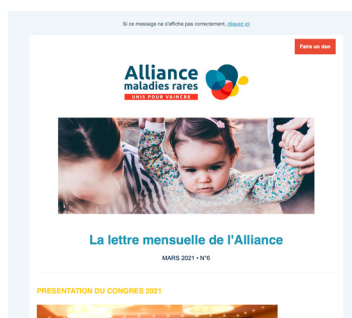 Si ce message ne s'affiche pas correctement, cliquez ici
Faire un don
Alliance
maladies rares
UNIS POUR VAINCRE
La lettre mensuelle de l'Alliance
MARS 2021 • N°6
PRESENTATION DU CONGRES 2021